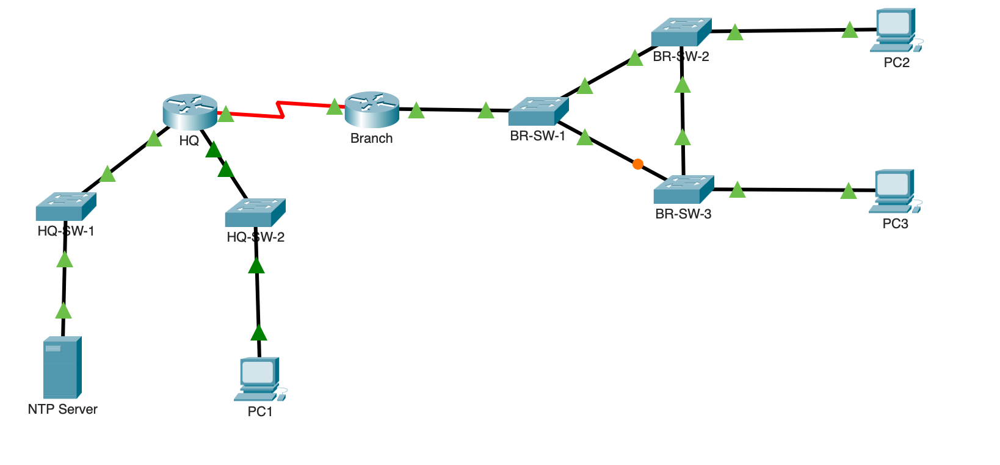 BR-SW-2
PC2
HQ
Branch
BR-SW-1
BR-SW-3
PC3
HQ-SW-1
HQ-SW-2
NTP Server
PC1